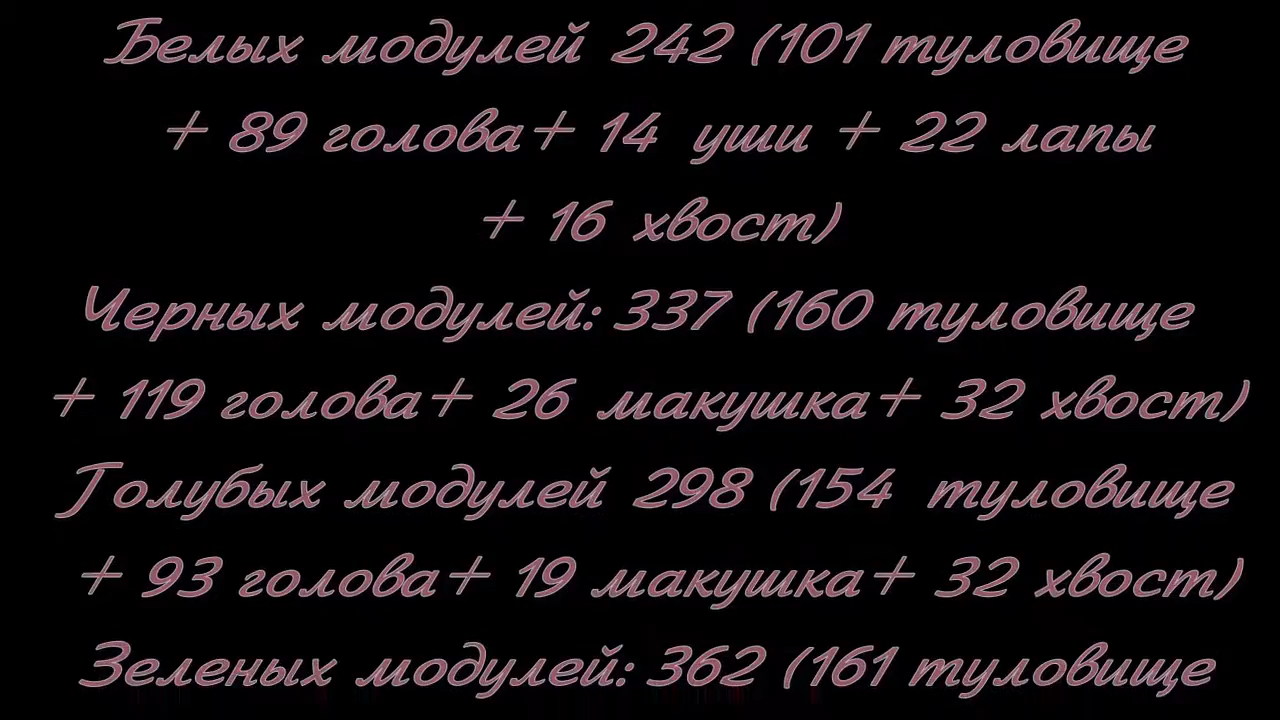 Белых модулей 242 (101 туловище
+ 89 голова+ 14 уши + 22 лапы
+ 16 хвост)
Черных модулей: 337 (160 туловище
+ 119 голова+ 26 макушка+ 32 хвост)
Голубых модулей 298 (154 туловище
+ 93 голова+ 19 макушка+ 32 хвост)
Зеленых модулей: 362 (161 туловище